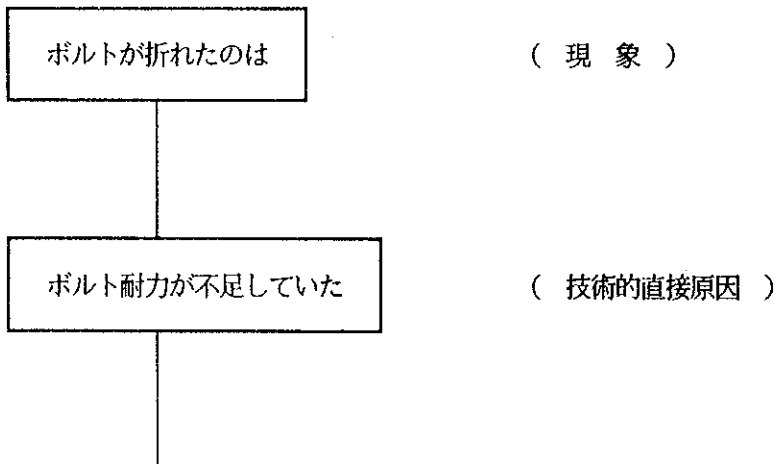 ボルトが折れたのは
( 現 象 )
ボルト耐力が不足していた
( 技術的直接原因 )